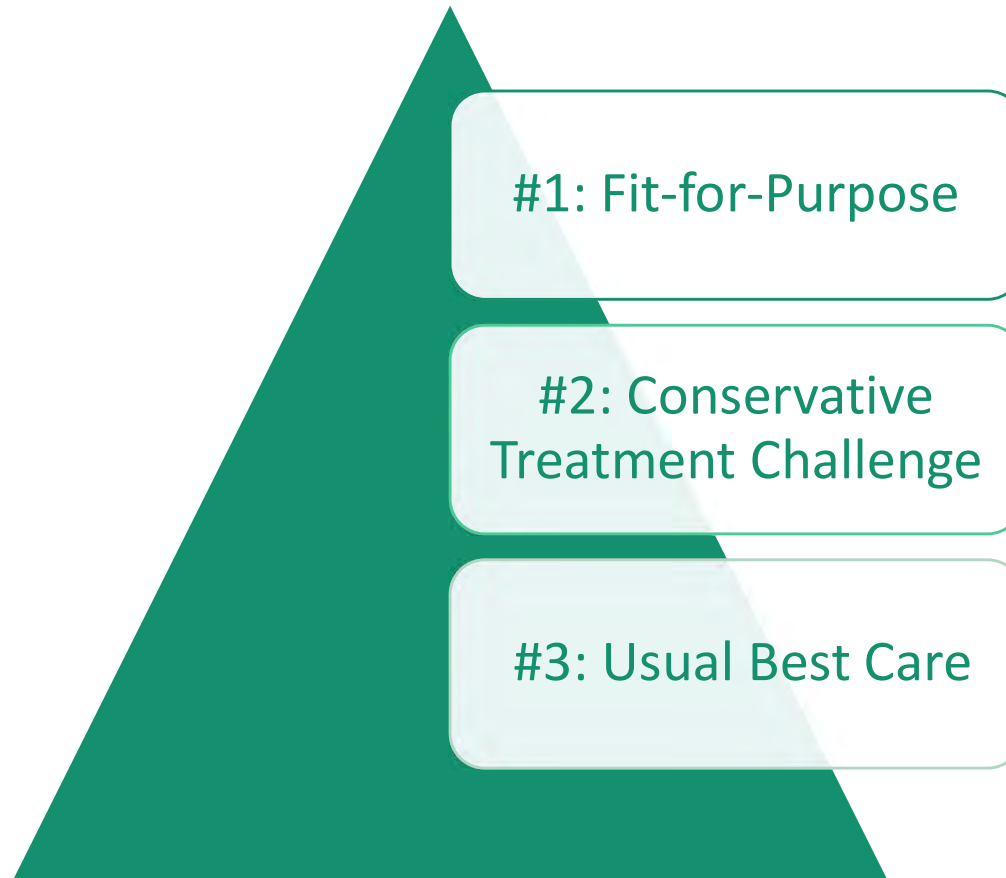 #1: Fit-for-Purpose
#2: Conservative
Treatment Challenge
#3: Usual Best Care